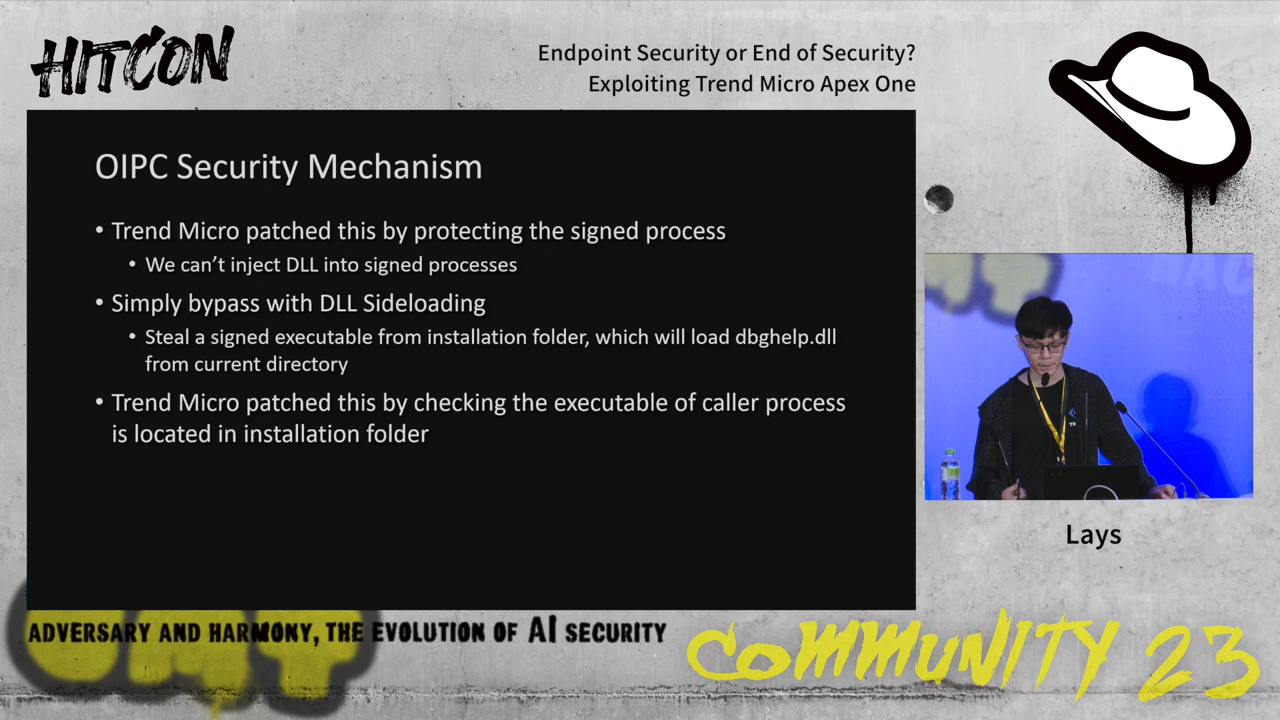 HITCON
Endpoint Security or End of Security?
Exploiting Trend Micro Apex One
OIPC Security Mechanism
• Trend Micro patched this by protecting the signed process
• We can't inject DLL into signed processes
• Simply bypass with DLL Sideloading
• Steal a signed executable from installation folder, which will load dbghelp.dll
from current directory
• Trend Micro patched this by checking the executable of caller process
is located in installation folder
Lays
ADVERSARY AND HARMONY, THE EVOLUTION OF AI SECURITY
COMMUNITY 23